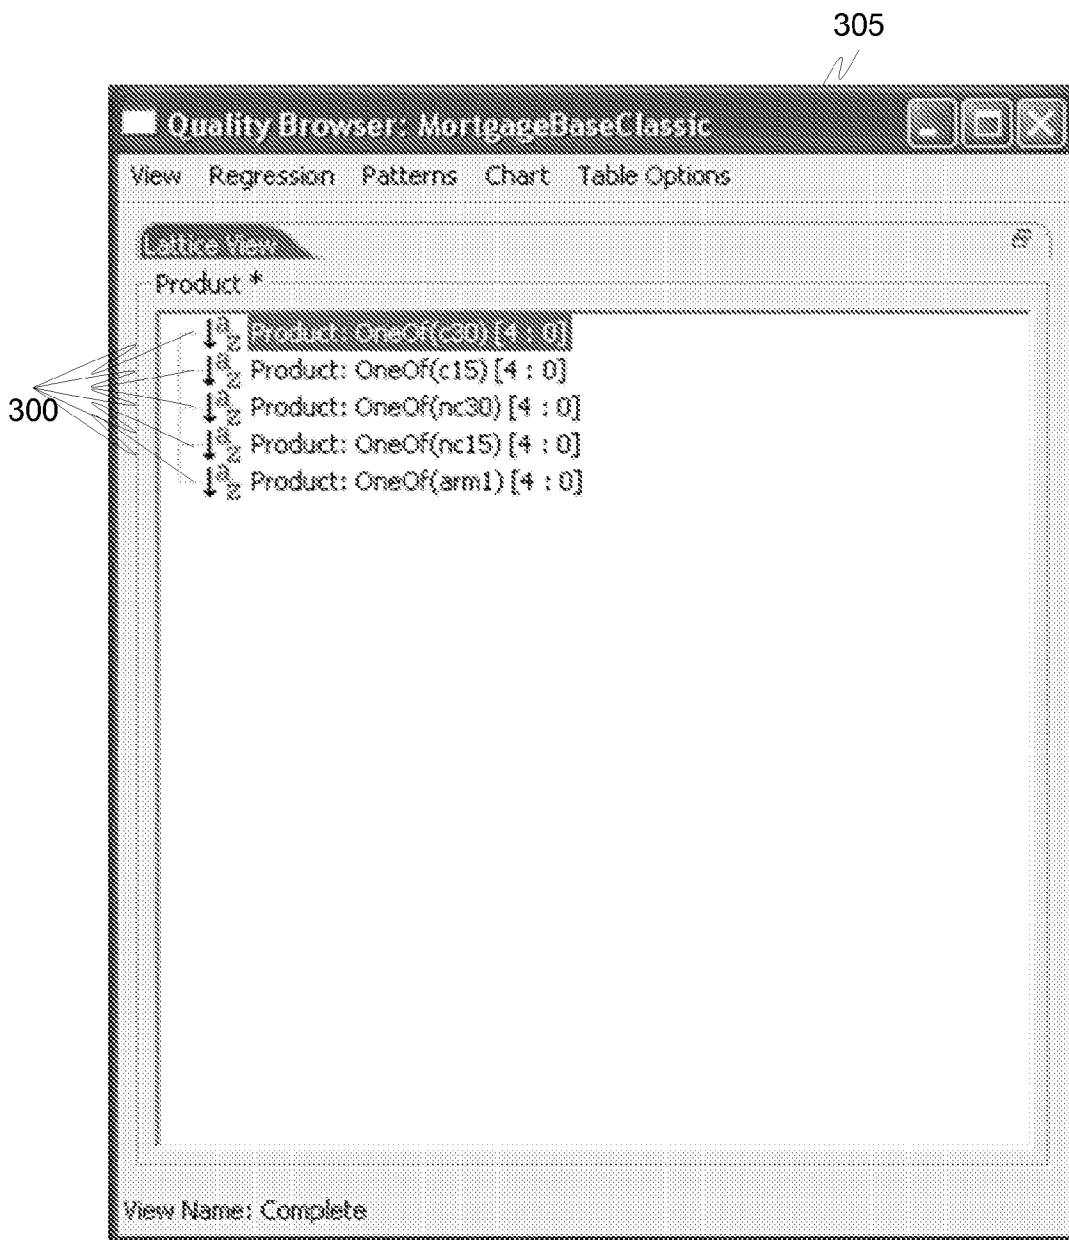 305
Quality Browser: MortgageBaseClassic
View Regression Patterns Chart Table Options
Lattice View
Product *
Product: OneOf(c30) [4 : 0]
Product: OneOf(c15) [4 : 0]
300
Product: OneOf(nc30) [4 : 0]
Product: OneOf(nc15) [4 : 0]
Product: OneOf(arm1) [4 : 0]
View Name: Complete